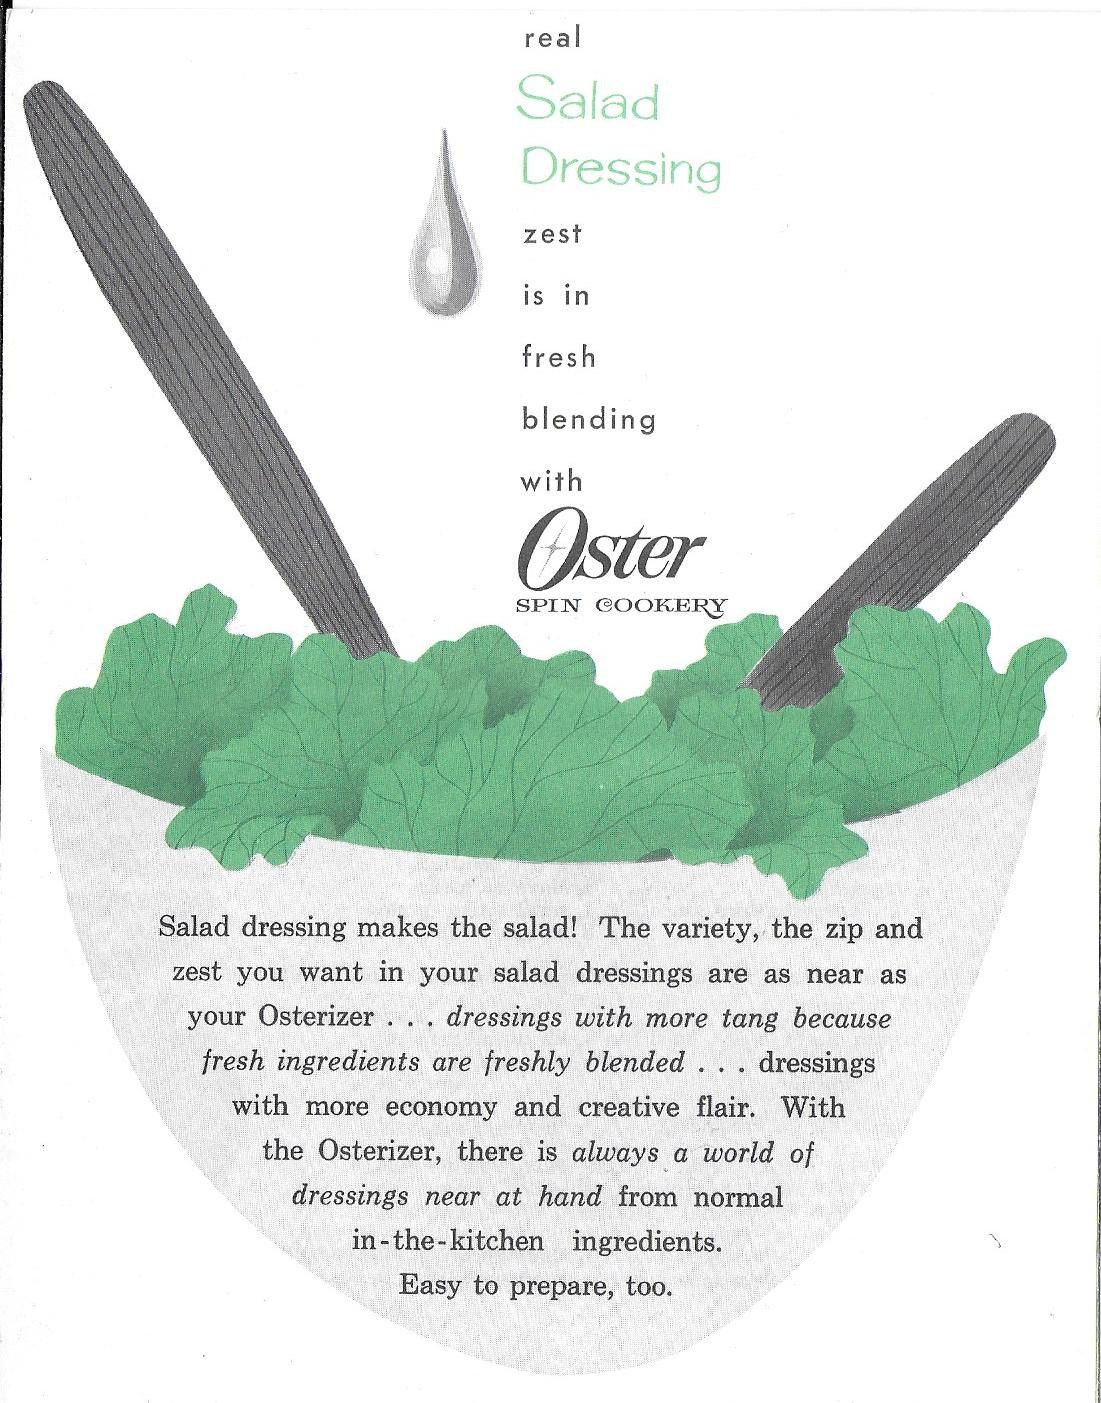 real
Salad
Dressing
zest
is in
fresh
blending
with
Oster
SPIN COOKERY
Salad dressing makes the salad! The variety, the zip and
zest you want in your salad dressings are as near as
your Osterizer . . . dressings with more tang because
fresh ingredients are freshly blended . . . dressings
with more economy and creative flair. With
the Osterizer, there is always a world of
dressings near at hand from normal
in-the-kitchen ingredients.
Easy to prepare, too.